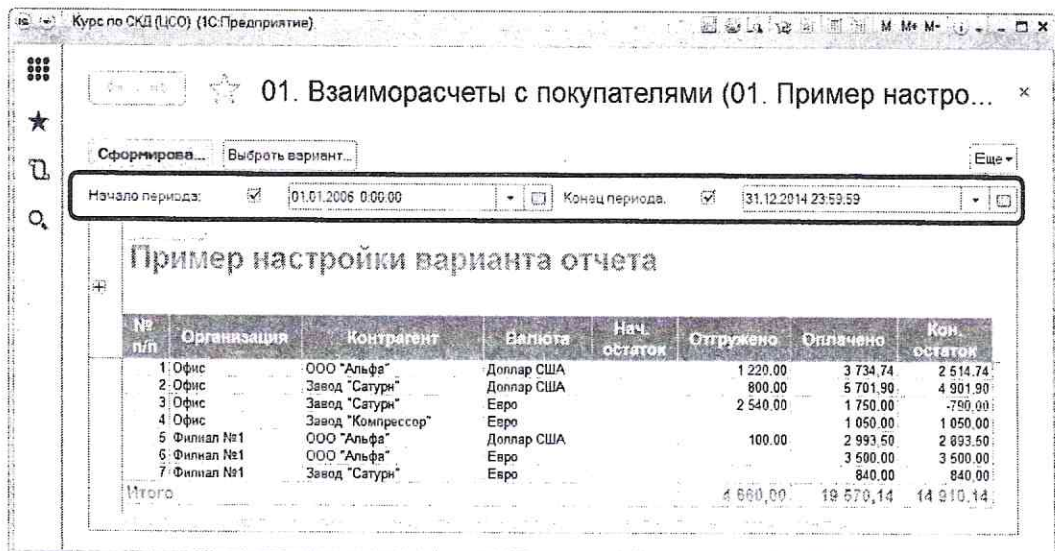 Курс по СКД (ЦСО) (1С:Предприятие)
M M+ M-
01. Взаиморасчеты с покупателями (01. Пример настро...
Сформирова... Выбрать вариант... Еще
Начало периода: 01.01.2006 0:00:00 Конец периода: 31.12.2014 23:59:59
Пример настройки варианта отчета
№ п/п Организация Контрагент Валюта Нач. остаток Отгружено Оплачено Кон. остаток
1 Офис ООО "Альфа" Доллар США 1 220,00 3 734,74 2 514,74
2 Офис Завод "Сатурн" Доллар США 800,00 5 701,90 4 901,90
3 Офис Завод "Сатурн" Евро 2 540,00 1 750,00 -790,00
4 Офис Завод "Компрессор" Евро 1 050,00 1 050,00
5 Филиал №1 ООО "Альфа" Доллар США 100,00 2 993,50 2 893,50
6 Филиал №1 ООО "Альфа" Евро 3 500,00 3 500,00
7 Филиал №1 Завод "Сатурн" Евро 840,00 840,00
Итого 4 660,00 19 570,14 14 910,14